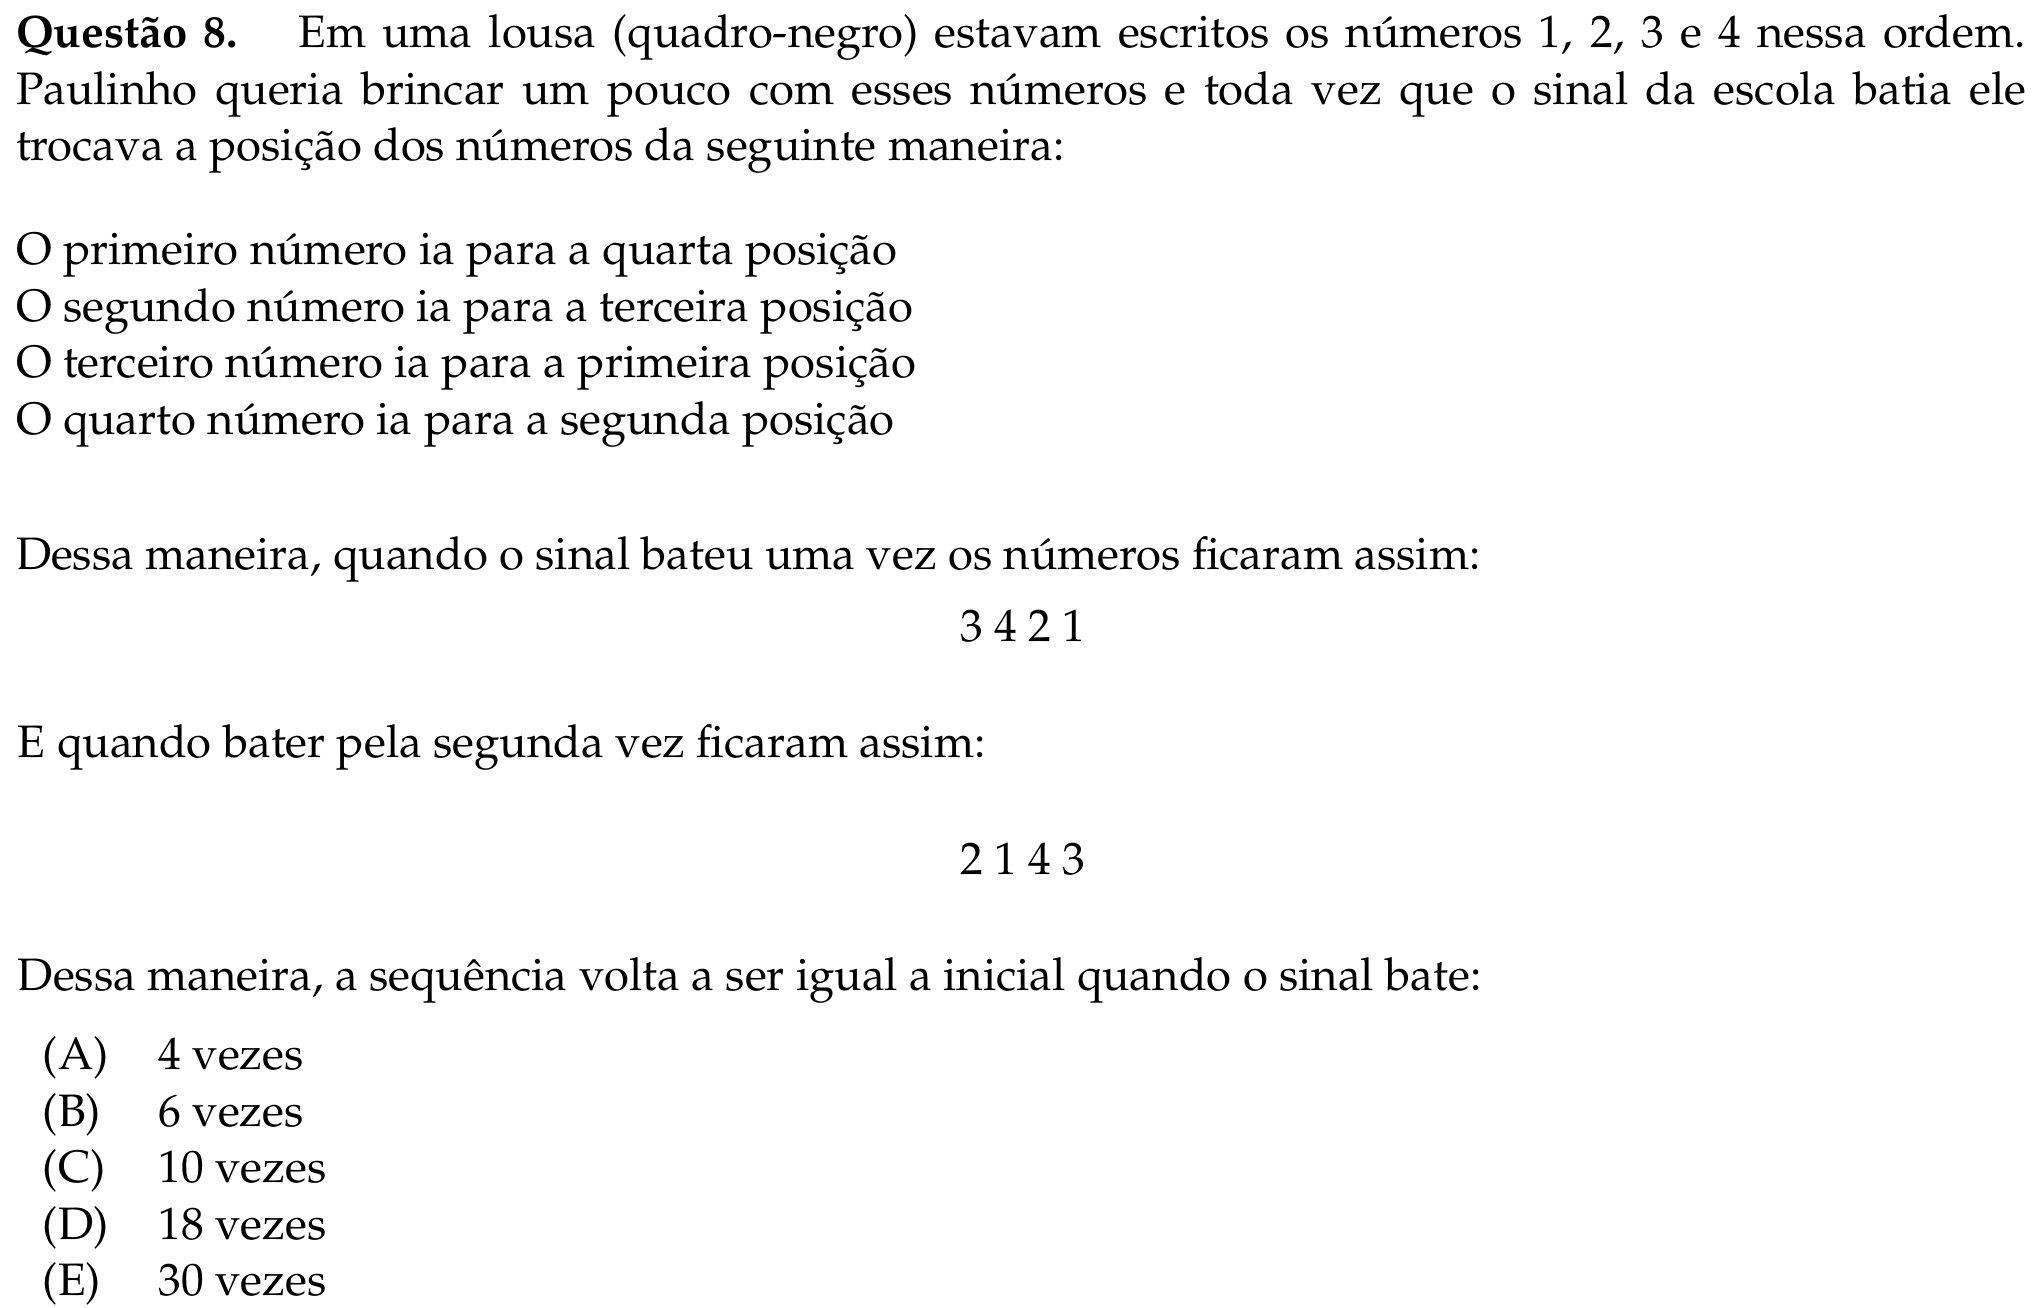 Questão 8. Em uma lousa (quadro-negro) estavam escritos os números 1, 2, 3 e 4 nessa ordem.
Paulinho queria brincar um pouco com esses números e toda vez que o sinal da escola batia ele
trocava a posição dos números da seguinte maneira:
O primeiro número ia para a quarta posição
O segundo número ia para a terceira posição
O terceiro número ia para a primeira posição
O quarto número ia para a segunda posição
Dessa maneira, quando o sinal bateu uma vez os números ficaram assim:
3 4 2 1
E quando bater pela segunda vez ficaram assim:
2 1 4 3
Dessa maneira, a sequência volta a ser igual a inicial quando o sinal bate:
(A) 4 vezes
(B) 6 vezes
(C) 10 vezes
(D) 18 vezes
(E) 30 vezes